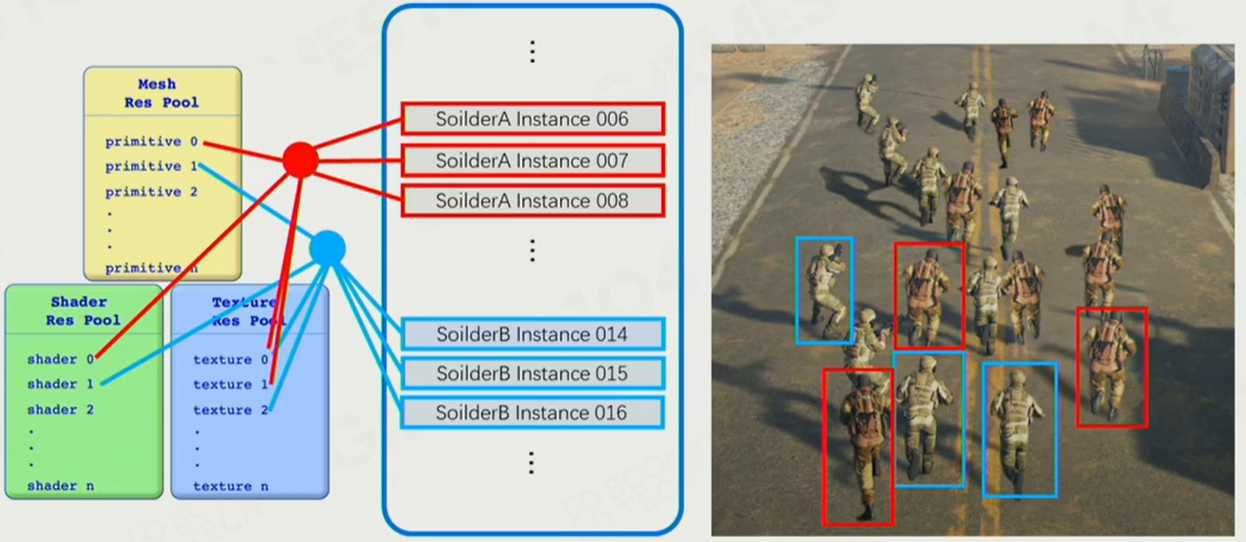 Mesh
Res Pool
primitive 0
primitive 1
primitive 2
.
.
.
primitive n
Shader
Res Pool
shader 0
shader 1
shader 2
.
.
.
shader n
Texture
Res Pool
texture 0
texture 1
texture 2
.
.
.
texture n
⋮
SoilderA Instance 006
SoilderA Instance 007
SoilderA Instance 008
⋮
SoilderB Instance 014
SoilderB Instance 015
SoilderB Instance 016
⋮